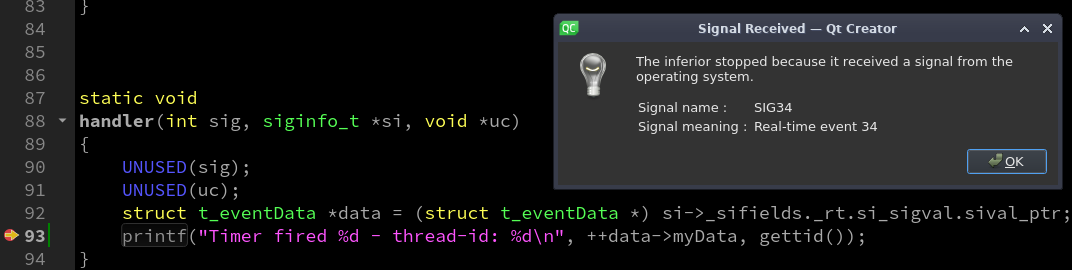 83 }
84
85
86
87 static void
88 handler(int sig, siginfo_t *si, void *uc)
89 {
90     UNUSED(sig);
91     UNUSED(uc);
92     struct t_eventData *data = (struct t_eventData *) si->_sifields._rt.si_sigval.sival_ptr;
93     printf("Timer fired %d - thread-id: %d\n", ++data->myData, gettid());
94 }
QC Signal Received — Qt Creator
The inferior stopped because it received a signal from the
operating system.
Signal name : SIG34
Signal meaning : Real-time event 34
OK